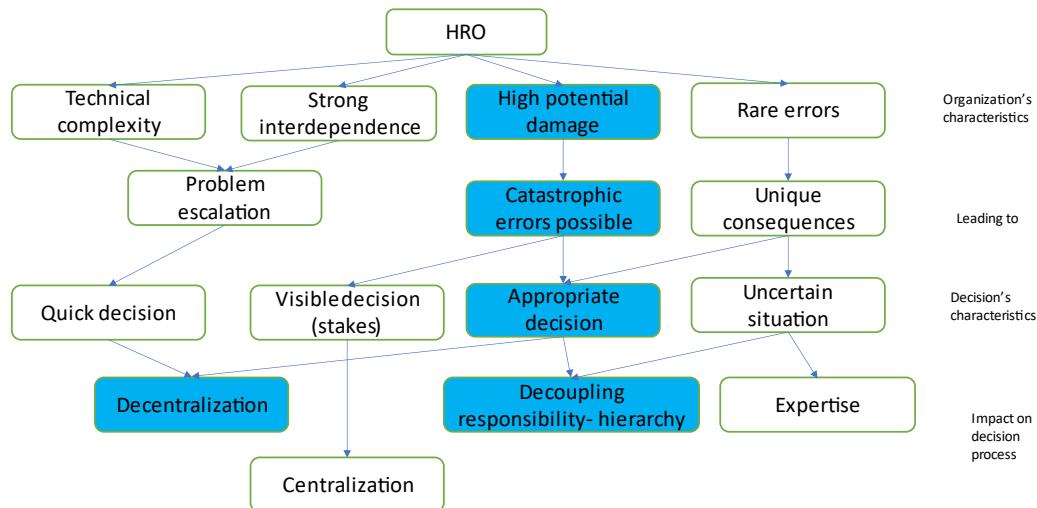 HRO
Technical
complexity
Strong
interdependence
High potential
damage
Rare errors
Organization's
characteristics
Problem
escalation
Catastrophic
errors possible
Unique
consequences
Leading to
Quick decision
Visible decision
(stakes)
Appropriate
decision
Uncertain
situation
Decision's
characteristics
Decentralization
Decoupling
responsibility- hierarchy
Expertise
Impact on
decision
process
Centralization